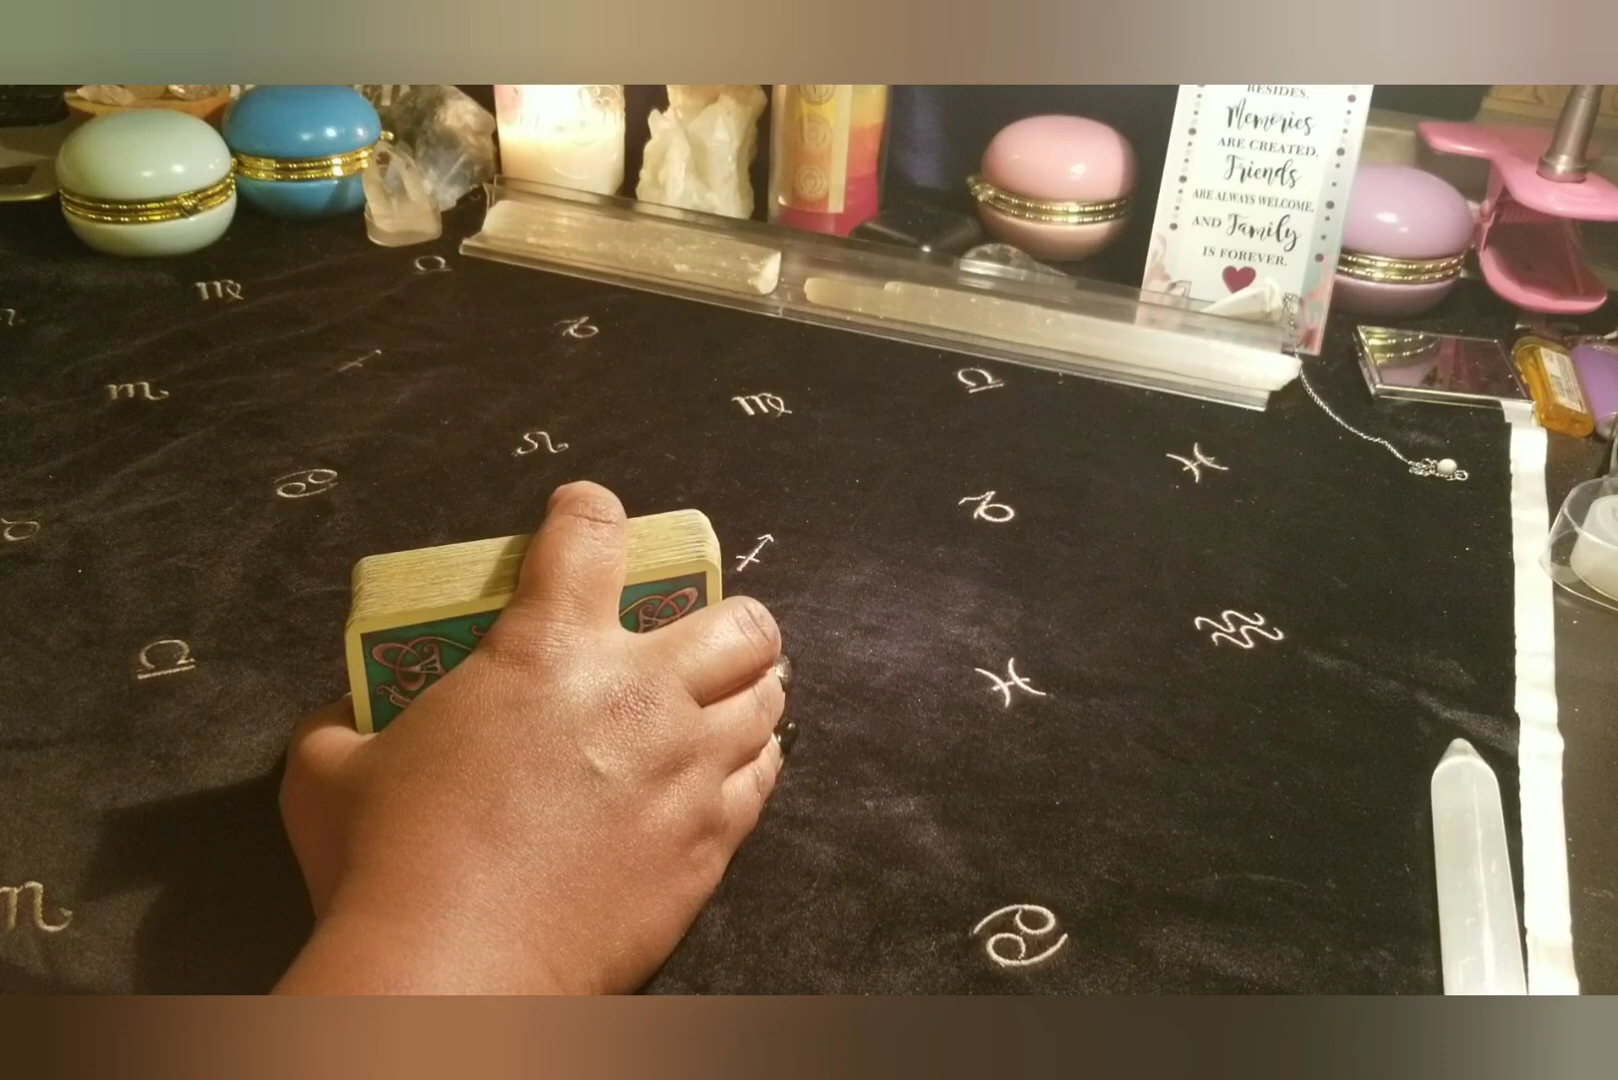 RESIDES.
Memories
ARE CREATED.
Friends
ARE ALWAYS WELCOME,
AND Family
IS FOREVER.